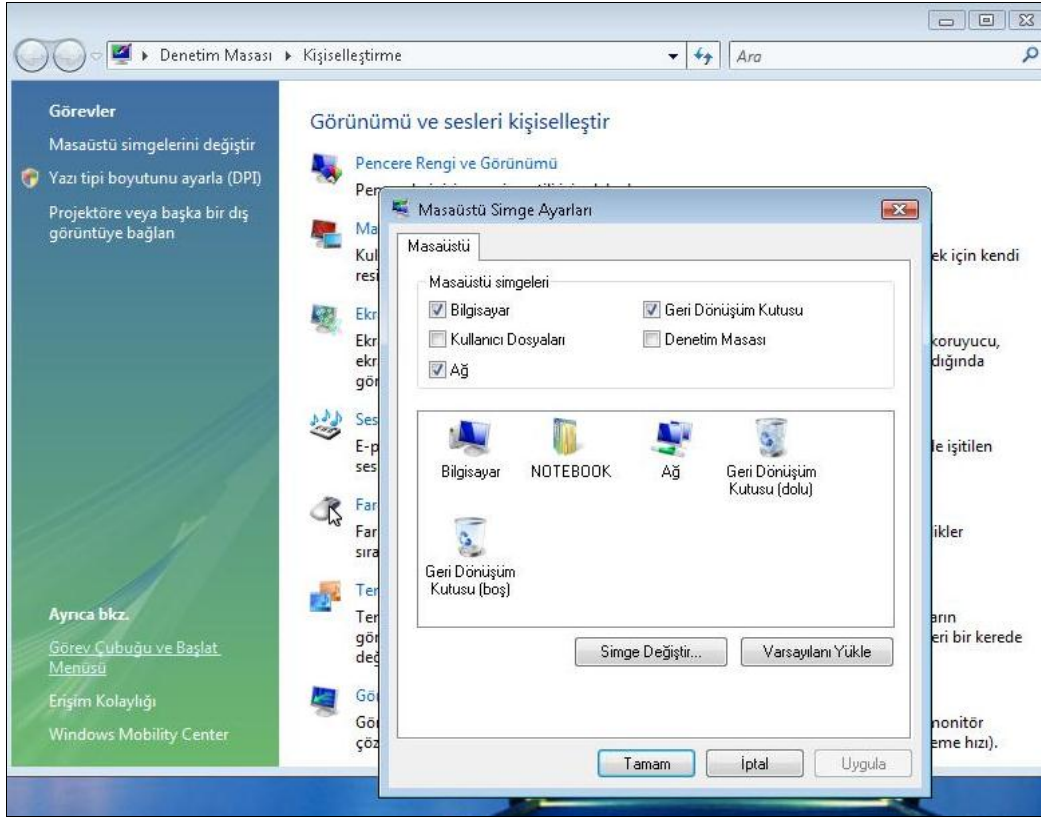 Denetim Masası
Kişiselleştirme
Ara
Görevler
Masaüstü simgelerini değiştir
Yazı tipi boyutunu ayarla (DPI)
Projektöre veya başka bir dış
görüntüye bağlan
Ayrıca bkz.
Görev Çubuğu ve Başlat
Menüsü
Erişim Kolaylığı
Windows Mobility Center
Görünümü ve sesleri kişiselleştir
Pencere Rengi ve Görünümü
ek için kendi
koruyucu,
dığında
le işitilen
ikler
arın
eri bir kerede
monitör
eme hızı).
Masaüstü Simge Ayarları
Masaüstü
Masaüstü simgeleri
Bilgisayar
Geri Dönüşüm Kutusu
Kullanıcı Dosyaları
Denetim Masası
Ağ
Bilgisayar
NOTEBOOK
Ağ
Geri Dönüşüm
Kutusu (dolu)
Geri Dönüşüm
Kutusu (boş)
Simge Değiştir...
Varsayılanı Yükle
Tamam
İptal
Uygula